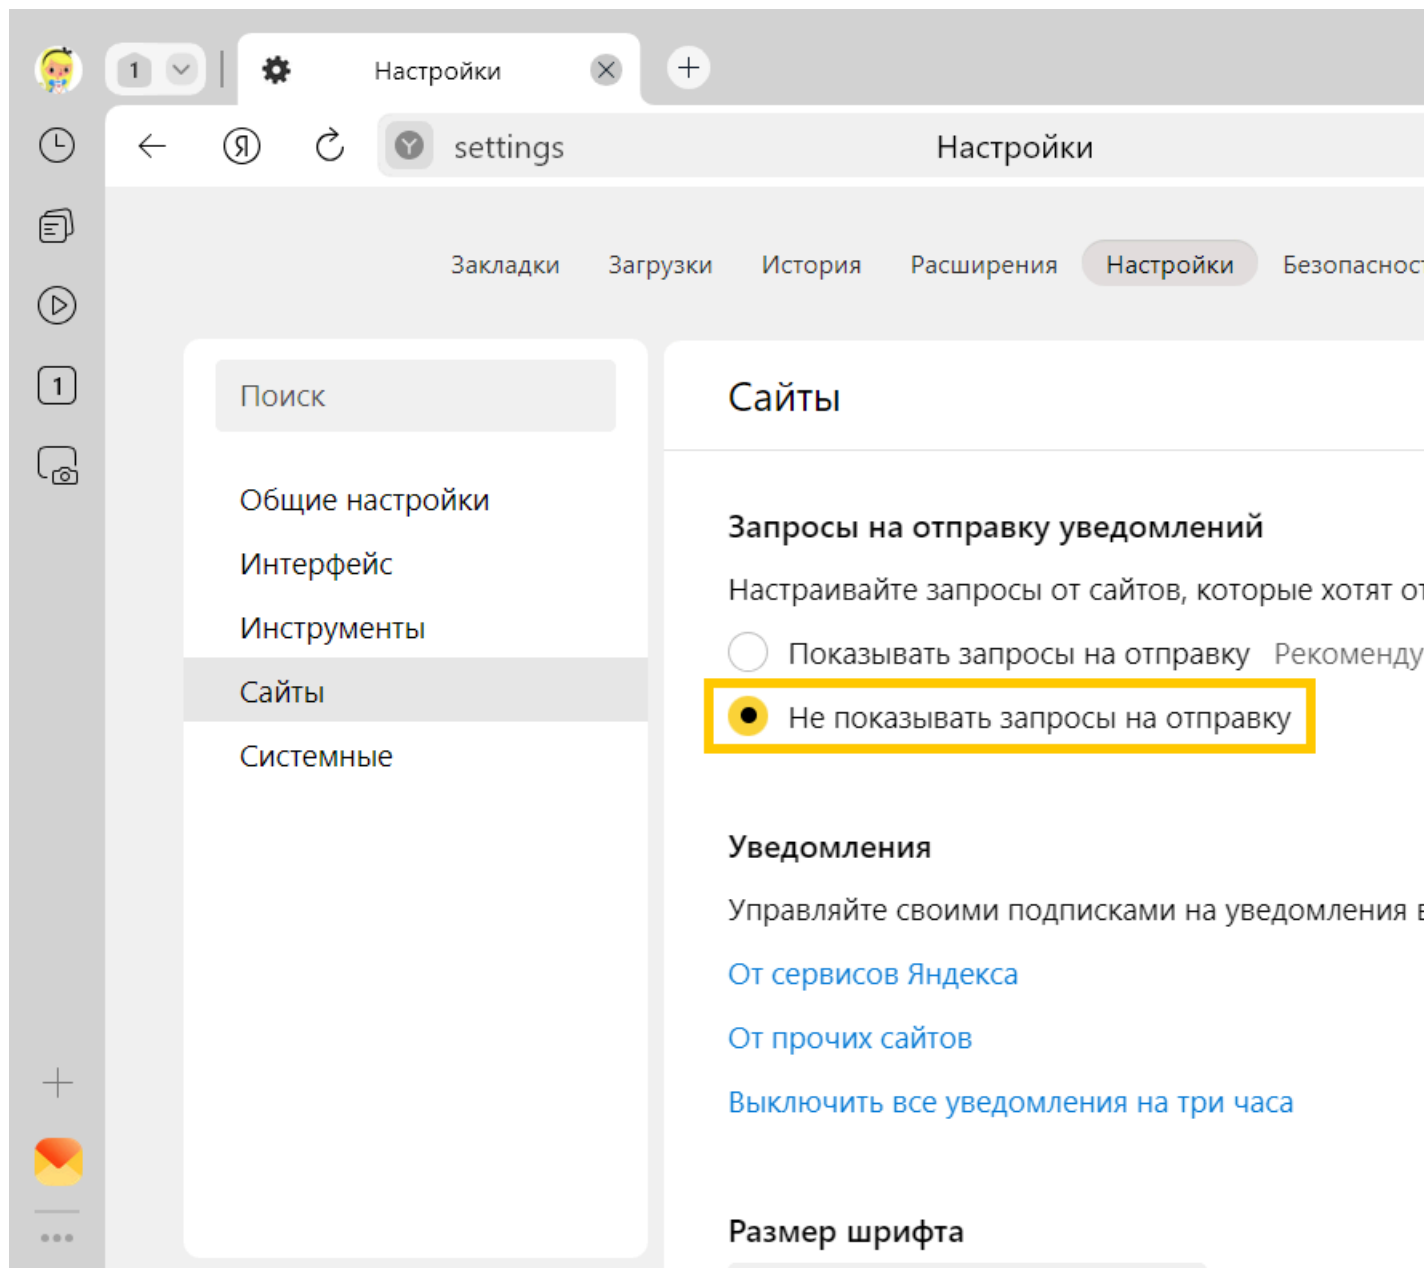 1
Настройки
Я
settings
Настройки
Закладки Загрузки История Расширения Настройки
1
Поиск
Общие настройки
Интерфейс
Инструменты
Сайты
Системные
Сайты
Запросы на отправку уведомлений
Настраивайте запросы от сайтов, которые хотят
Показывать запросы на отправку
Не показывать запросы на отправку
Уведомления
Управляйте своими подписками на уведомления
От сервисов Яндекса
От прочих сайтов
Выключить все уведомления на три часа
Размер шрифта